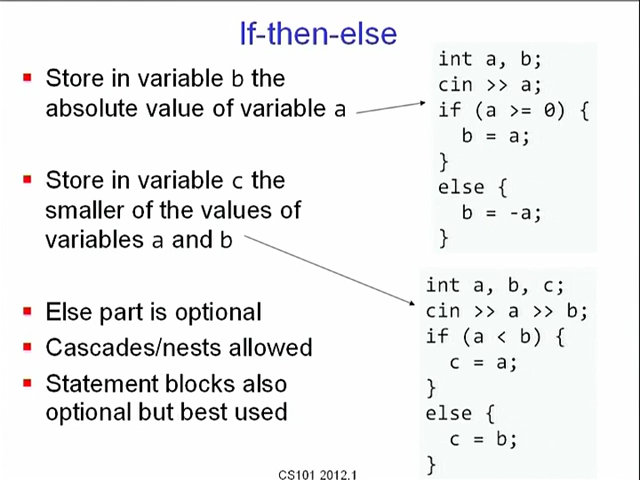 If-then-else
Store in variable b the
absolute value of variable a
Store in variable c the
smaller of the values of
variables a and b
Else part is optional
Cascades/nests allowed
Statement blocks also
optional but best used
int a, b;
cin >> a;
if (a >= 0) {
b = a;
}
else {
b = -a;
}
int a, b, c;
cin >> a >> b;
if (a < b) {
c = a;
}
else {
c = b;
}
CS101 2012.1